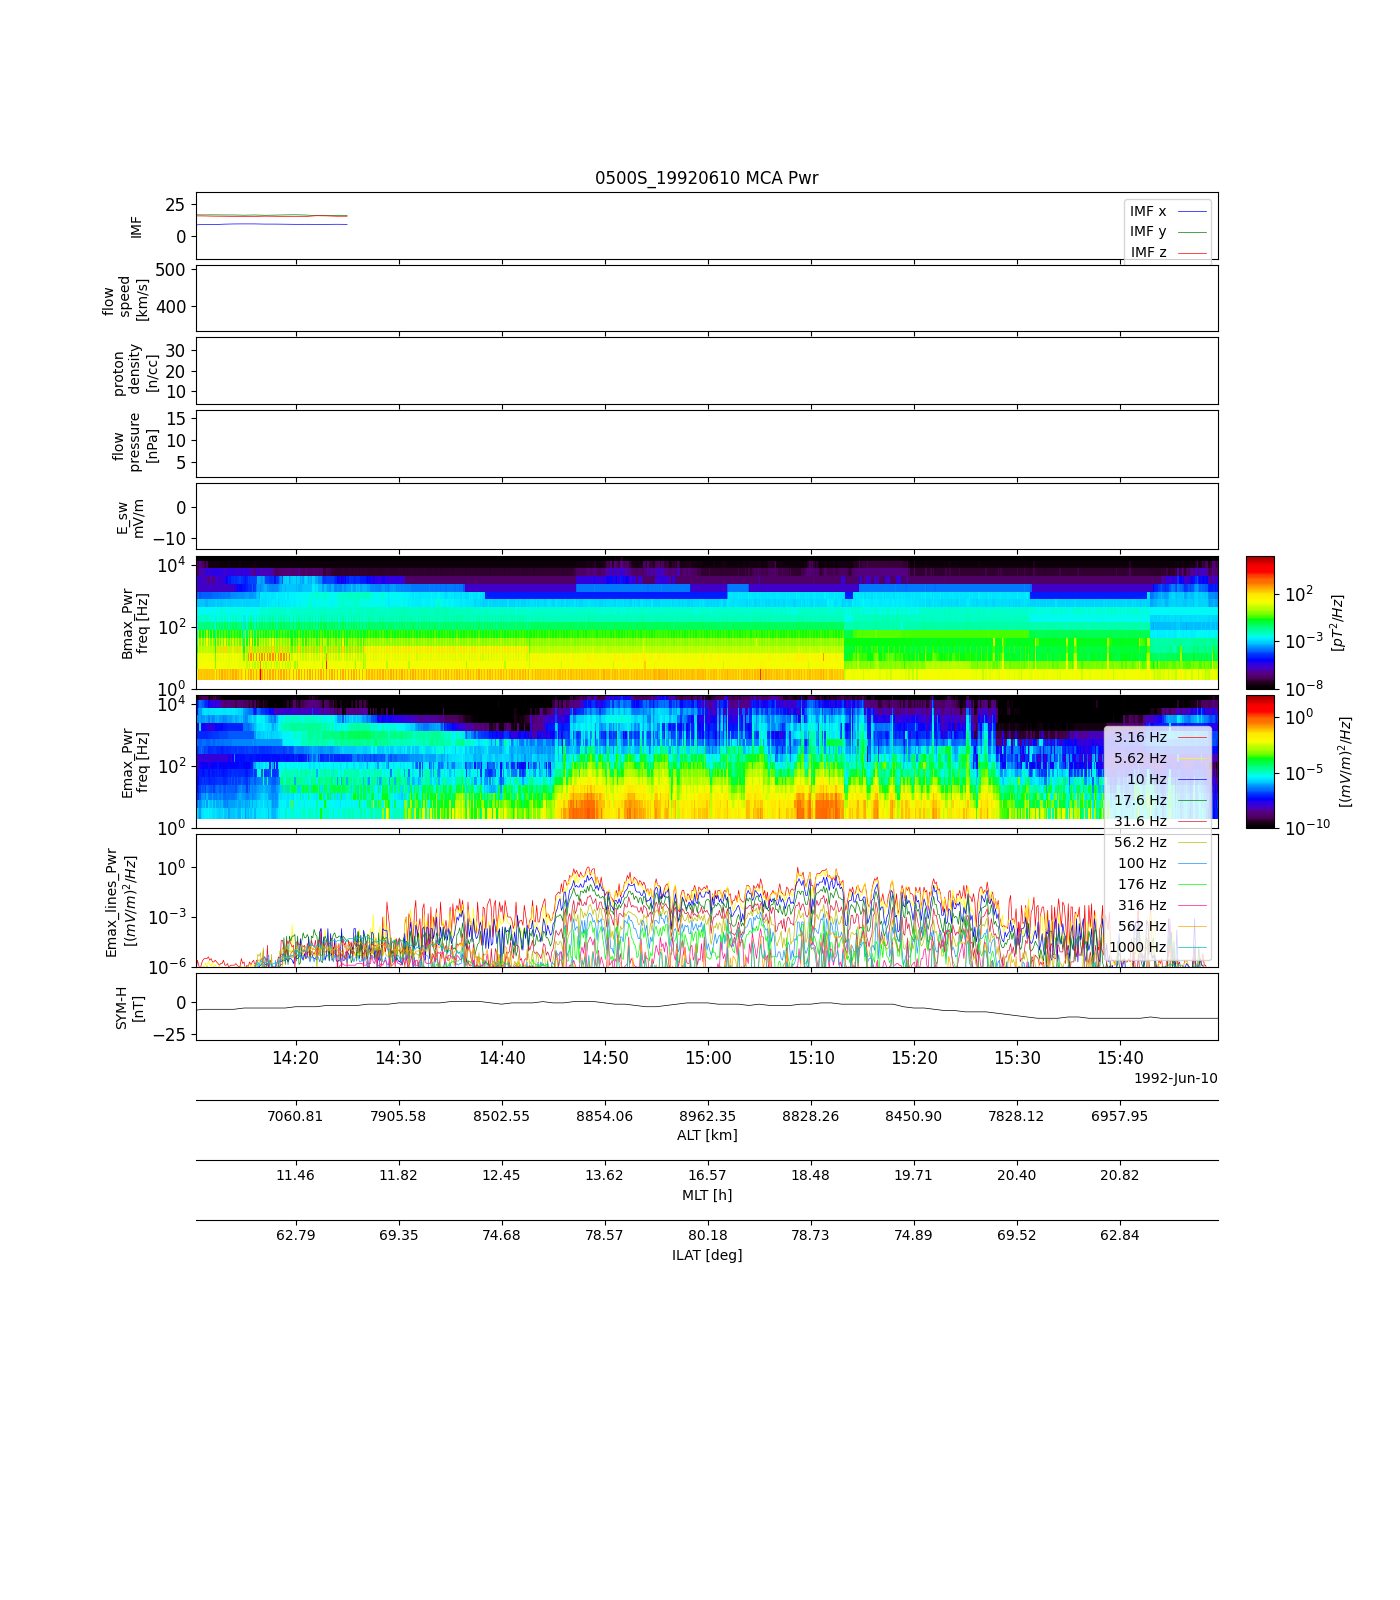 0500S_19920610 MCA Pwr
IMF
25
0
IMF x
IMF y
IMF z
flow
speed
[km/s]
500
400
proton
density
[n/cc]
30
20
10
flow
pressure
[nPa]
15
10
5
E_sw
mV/m
0
−10
Bmax_Pwr
freq [Hz]
10^4
10^2
10^0
10^2
10^−3
10^−8
[pT^2/Hz]
Emax_Pwr
freq [Hz]
10^4
10^2
10^0
10^0
10^−5
10^−10
[(mV/m)^2/Hz]
3.16 Hz
5.62 Hz
10 Hz
17.6 Hz
31.6 Hz
56.2 Hz
100 Hz
176 Hz
316 Hz
562 Hz
1000 Hz
Emax_lines_Pwr
[(mV/m)^2/Hz]
10^0
10^−3
10^−6
SYM-H
[nT]
0
−25
14:20 14:30 14:40 14:50 15:00 15:10 15:20 15:30 15:40
1992-Jun-10
7060.81 7905.58 8502.55 8854.06 8962.35 8828.26 8450.90 7828.12 6957.95
ALT [km]
11.46 11.82 12.45 13.62 16.57 18.48 19.71 20.40 20.82
MLT [h]
62.79 69.35 74.68 78.57 80.18 78.73 74.89 69.52 62.84
ILAT [deg]